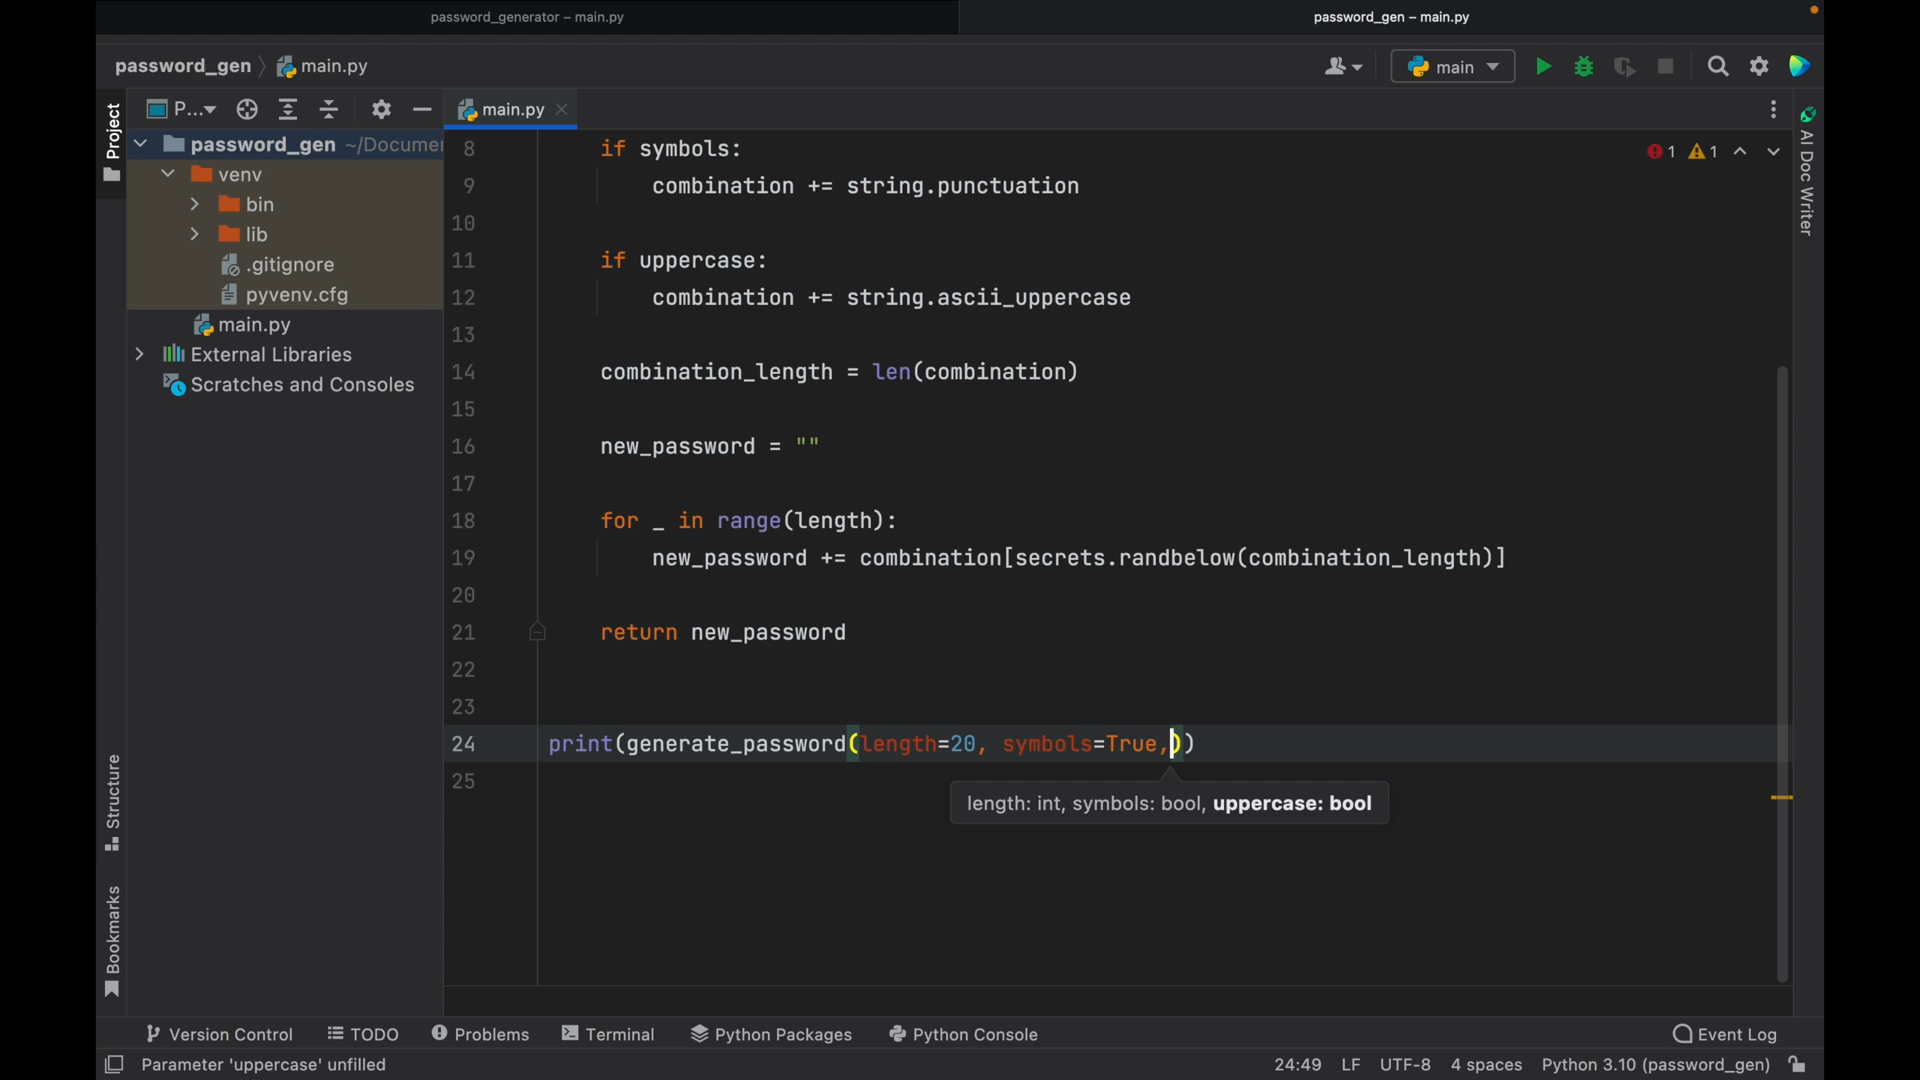 password_generator – main.py
password_gen – main.py
password_gen
main.py
main
Project
P...
main.py
AI Doc Writer
password_gen ~/Documen
venv
bin
lib
.gitignore
pyvenv.cfg
main.py
External Libraries
Scratches and Consoles
1 1
8 if symbols:
9 combination += string.punctuation
10
11 if uppercase:
12 combination += string.ascii_uppercase
13
14 combination_length = len(combination)
15
16 new_password = ""
17
18 for _ in range(length):
19 new_password += combination[secrets.randbelow(combination_length)]
20
21 return new_password
22
23
24 print(generate_password(length=20, symbols=True,))
25
length: int, symbols: bool, uppercase: bool
Structure
Bookmarks
Version Control TODO Problems Terminal Python Packages Python Console Event Log
Parameter 'uppercase' unfilled 24:49 LF UTF-8 4 spaces Python 3.10 (password_gen)